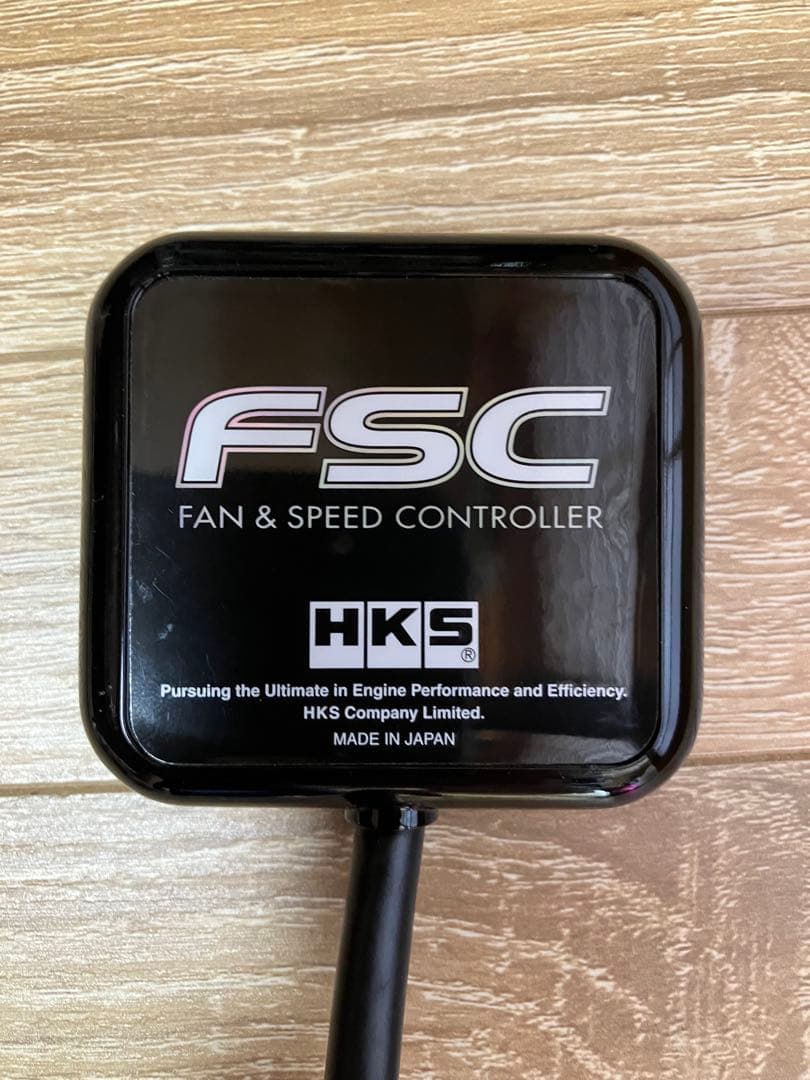 FSC
FAN & SPEED CONTROLLER
HKS®
Pursuing the Ultimate in Engine Performance and Efficiency.
HKS Company Limited.
MADE IN JAPAN